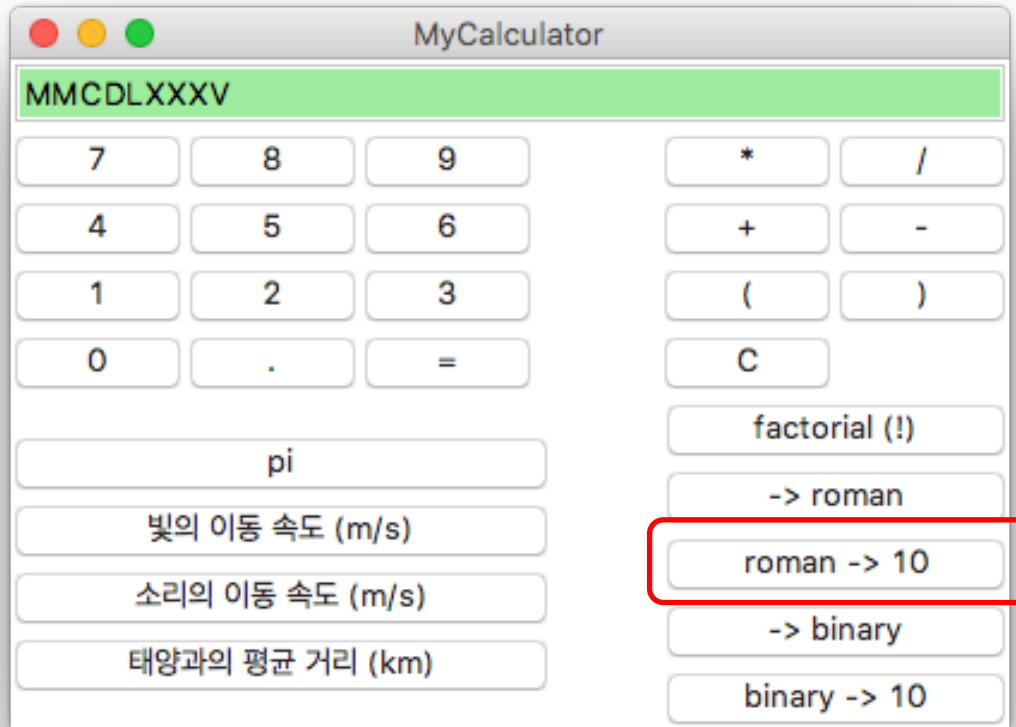 MyCalculator
MMCDLXXXV
7 8 9 * /
4 5 6 + -
1 2 3 ( )
0 . = C
factorial (!)
pi
-> roman
빛의 이동 속도 (m/s)
roman -> 10
소리의 이동 속도 (m/s)
-> binary
태양과의 평균 거리 (km)
binary -> 10